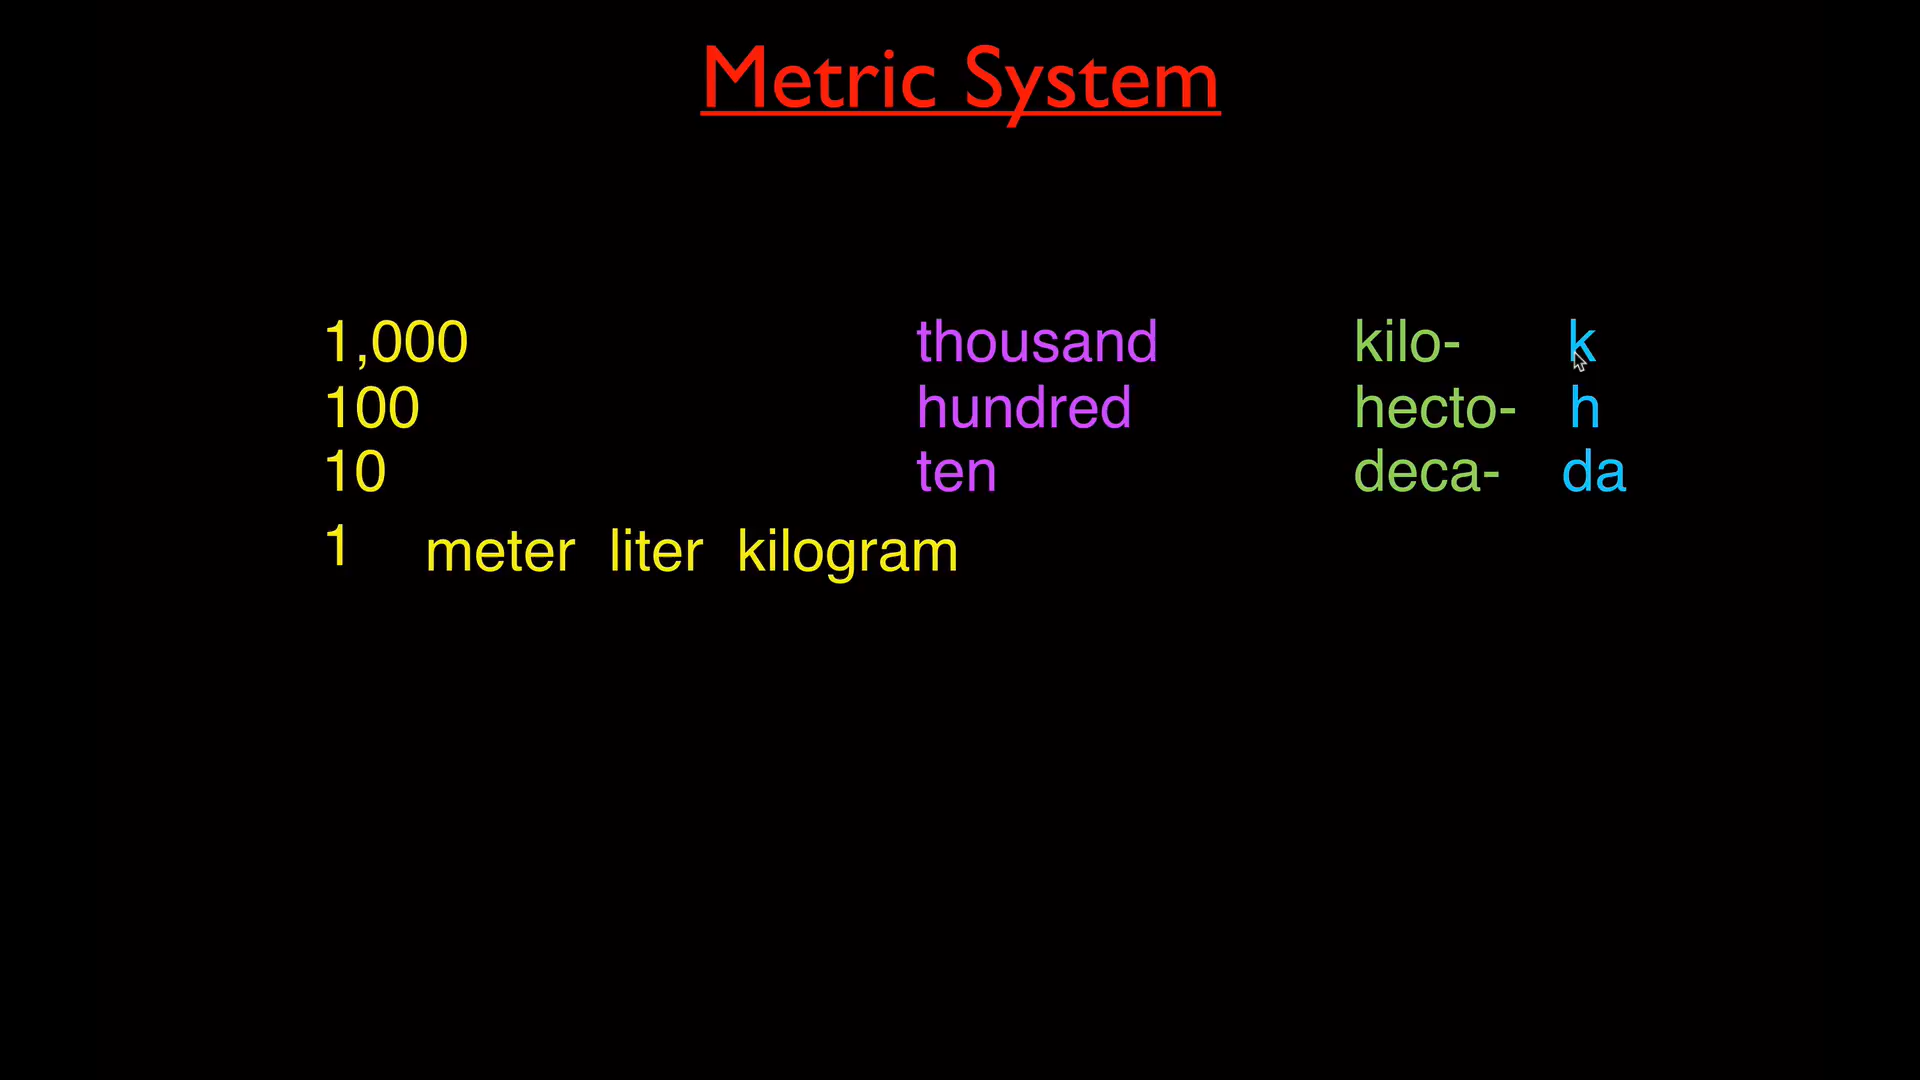 Metric System
1,000 thousand kilo- k
100 hundred hecto- h
10 ten deca- da
1 meter liter kilogram